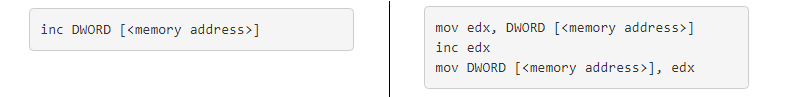 inc DWORD [<memory address>]
mov edx, DWORD [<memory address>]
inc edx
mov DWORD [<memory address>], edx